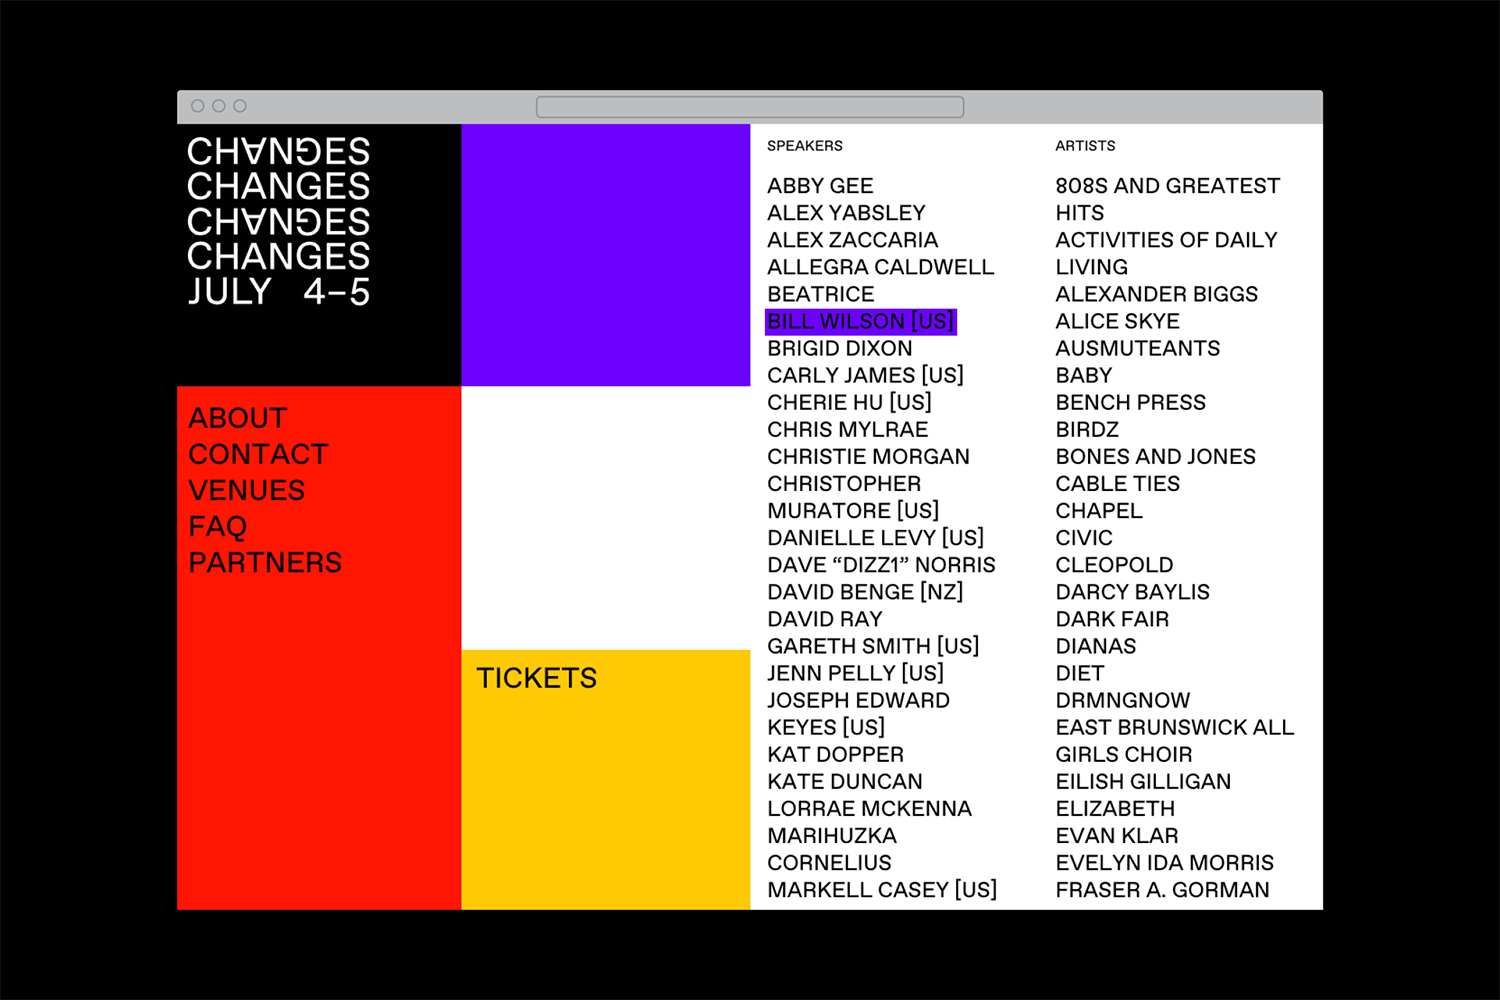 CHANGES
CHANGES
CHANGES
CHANGES
JULY 4–5
ABOUT
CONTACT
VENUES
FAQ
PARTNERS
TICKETS
SPEAKERS
ABBY GEE
ALEX YABSLEY
ALEX ZACCARIA
ALLEGRA CALDWELL
BEATRICE
BILL WILSON [US]
BRIGID DIXON
CARLY JAMES [US]
CHERIE HU [US]
CHRIS MYLRAE
CHRISTIE MORGAN
CHRISTOPHER
MURATORE [US]
DANIELLE LEVY [US]
DAVE “DIZZ1” NORRIS
DAVID BENGE [NZ]
DAVID RAY
GARETH SMITH [US]
JENN PELLY [US]
JOSEPH EDWARD
KEYES [US]
KAT DOPPER
KATE DUNCAN
LORRAE MCKENNA
MARIHUZKA
CORNELIUS
MARKELL CASEY [US]
ARTISTS
808S AND GREATEST
HITS
ACTIVITIES OF DAILY
LIVING
ALEXANDER BIGGS
ALICE SKYE
AUSMUTEANTS
BABY
BENCH PRESS
BIRDZ
BONES AND JONES
CABLE TIES
CHAPEL
CIVIC
CLEOPOLD
DARCY BAYLIS
DARK FAIR
DIANAS
DIET
DRMNGNOW
EAST BRUNSWICK ALL
GIRLS CHOIR
EILISH GILLIGAN
ELIZABETH
EVAN KLAR
EVELYN IDA MORRIS
FRASER A. GORMAN